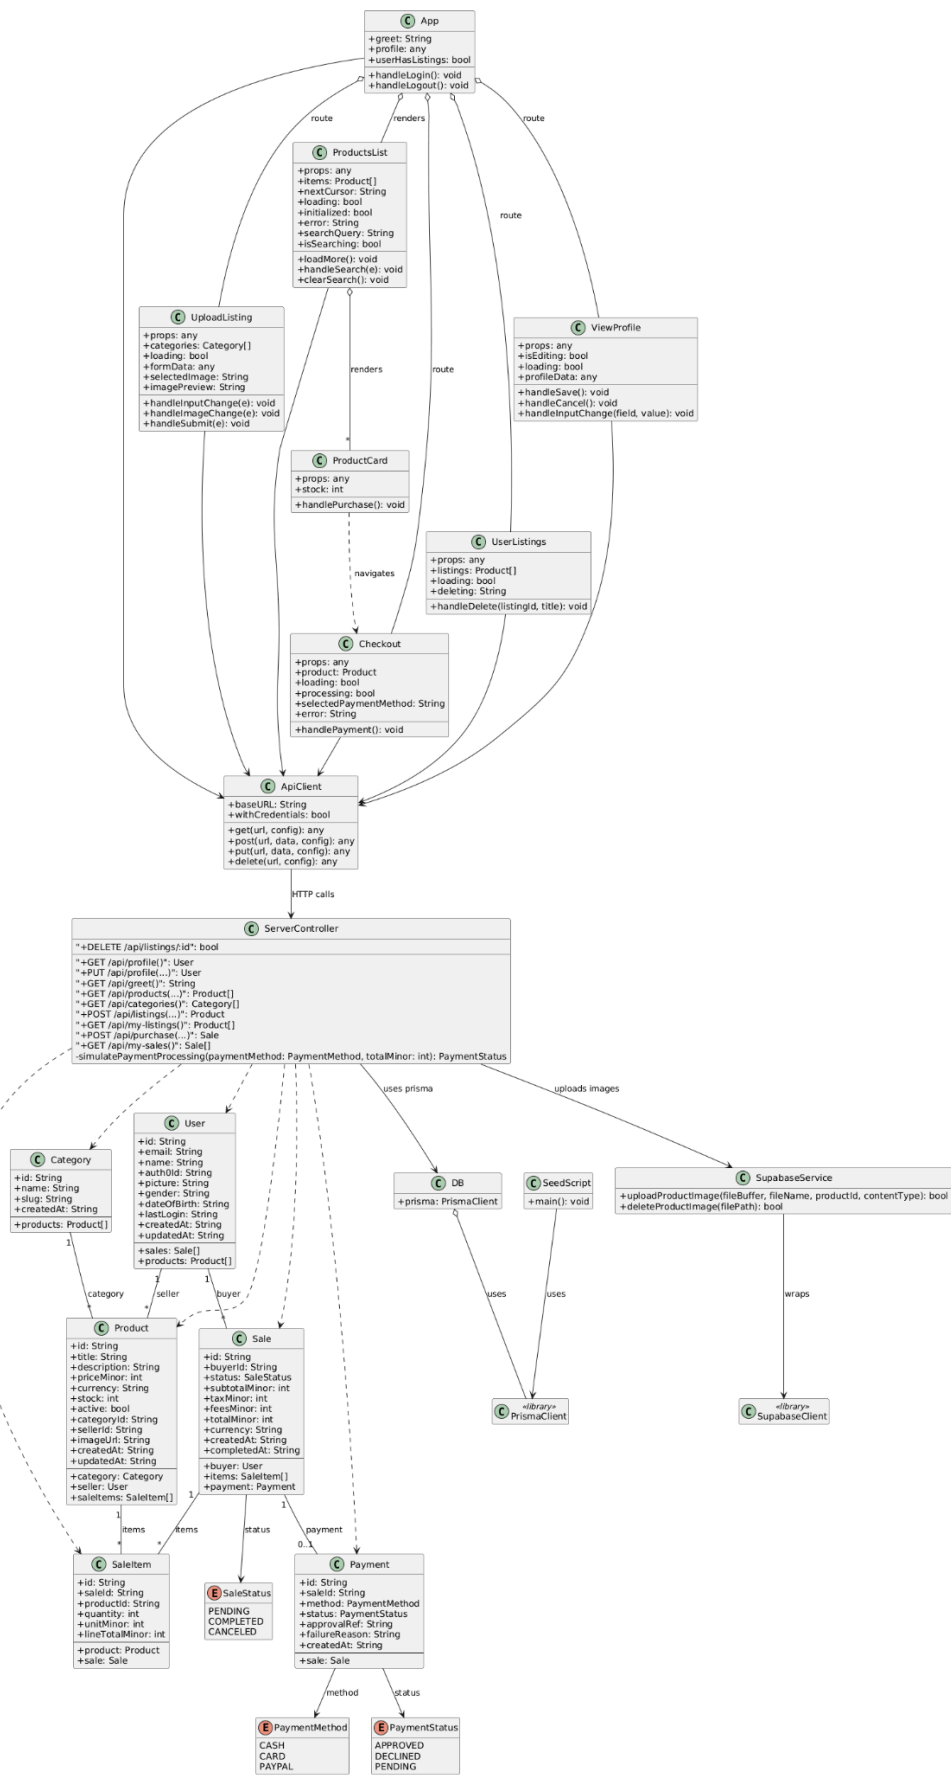 C App
+greet: String
+profile: any
+userHasListings: bool
+handleLogin(): void
+handleLogout(): void
route
renders
route
C ProductsList
+props: any
+items: Product[]
+nextCursor: String
+loading: bool
+initialized: bool
+error: String
+searchQuery: String
+isSearching: bool
+loadMore(): void
+handleSearch(e): void
+clearSearch(): void
route
C UploadListing
+props: any
+categories: Category[]
+loading: bool
+formData: any
+selectedImage: String
+imagePreview: String
+handleInputChange(e): void
+handleImageChange(e): void
+handleSubmit(e): void
C ViewProfile
+props: any
+isEditing: bool
+loading: bool
+profileData: any
+handleSave(): void
+handleCancel(): void
+handleInputChange(field, value): void
renders
route
*
C ProductCard
+props: any
+stock: int
+handlePurchase(): void
C UserListings
+props: any
+listings: Product[]
+loading: bool
+deleting: String
+handleDelete(listingId, title): void
navigates
C Checkout
+props: any
+product: Product
+loading: bool
+processing: bool
+selectedPaymentMethod: String
+error: String
+handlePayment(): void
C ApiClient
+baseURL: String
+withCredentials: bool
+get(url, config): any
+post(url, data, config): any
+put(url, data, config): any
+delete(url, config): any
HTTP calls
C ServerController
"+DELETE /api/listings/:id": bool
"+GET /api/profile()": User
"+PUT /api/profile(...)": User
"+GET /api/greet()": String
"+GET /api/products(...)": Product[]
"+GET /api/categories()": Category[]
"+POST /api/listings(...)": Product
"+GET /api/my-listings()": Product[]
"+POST /api/purchase(...)": Sale
"+GET /api/my-sales()": Sale[]
-simulatePaymentProcessing(paymentMethod: PaymentMethod, totalMinor: int): PaymentStatus
uses prisma
uploads images
C Category
+id: String
+name: String
+slug: String
+createdAt: String
+products: Product[]
C User
+id: String
+email: String
+name: String
+auth0Id: String
+picture: String
+gender: String
+dateOfBirth: String
+lastLogin: String
+createdAt: String
+updatedAt: String
+sales: Sale[]
+products: Product[]
C DB
+prisma: PrismaClient
C SeedScript
+main(): void
C SupabaseService
+uploadProductImage(fileBuffer, fileName, productId, contentType): bool
+deleteProductImage(filePath): bool
1
category
*
1
seller
*
1
buyer
*
uses
uses
wraps
C Product
+id: String
+title: String
+description: String
+priceMinor: int
+currency: String
+stock: int
+active: bool
+categoryId: String
+sellerId: String
+imageUrl: String
+createdAt: String
+updatedAt: String
+category: Category
+seller: User
+saleItems: SaleItem[]
C Sale
+id: String
+buyerId: String
+status: SaleStatus
+subtotalMinor: int
+taxMinor: int
+feesMinor: int
+totalMinor: int
+currency: String
+createdAt: String
+completedAt: String
+buyer: User
+items: SaleItem[]
+payment: Payment
C «library»
PrismaClient
C «library»
SupabaseClient
1
items
*
1
items
*
status
1
payment
0..1
C SaleItem
+id: String
+saleId: String
+productId: String
+quantity: int
+unitMinor: int
+lineTotalMinor: int
+product: Product
+sale: Sale
E SaleStatus
PENDING
COMPLETED
CANCELED
C Payment
+id: String
+saleId: String
+method: PaymentMethod
+status: PaymentStatus
+approvalRef: String
+failureReason: String
+createdAt: String
+sale: Sale
method
status
E PaymentMethod
CASH
CARD
PAYPAL
E PaymentStatus
APPROVED
DECLINED
PENDING